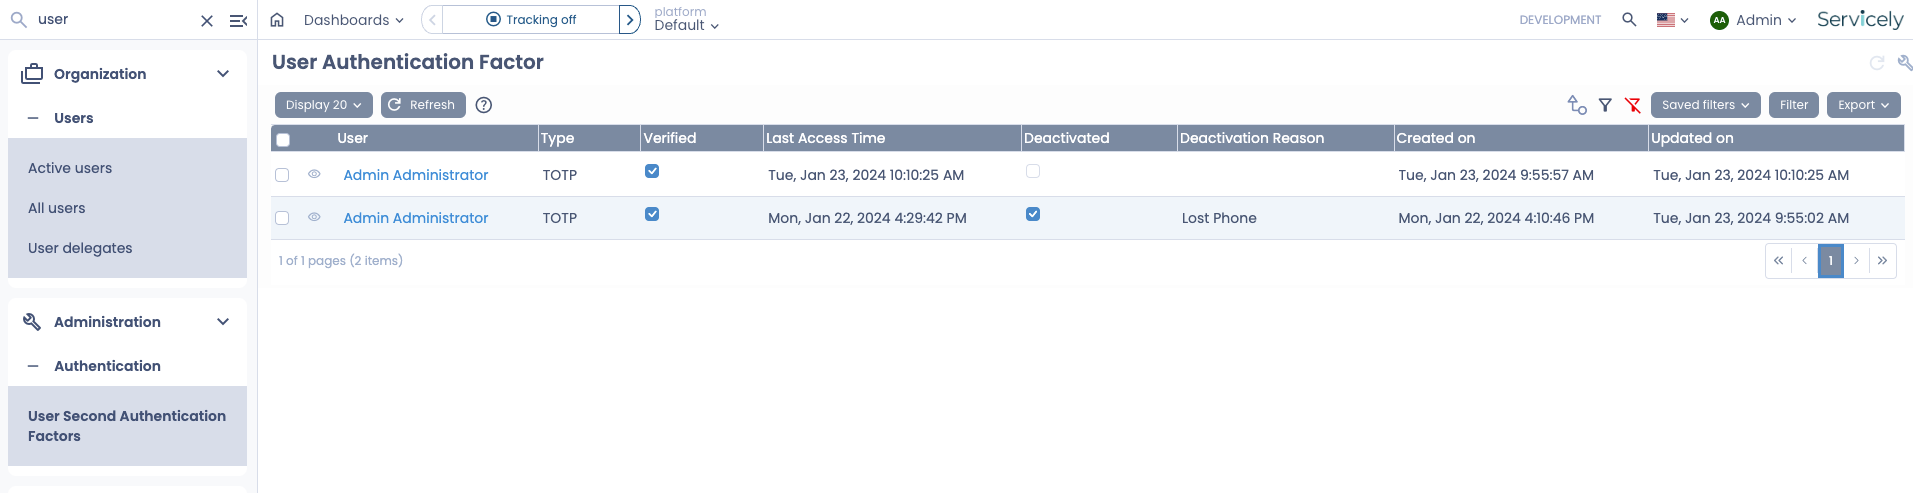 user
Dashboards
Tracking off
platform
Default
DEVELOPMENT
AA
Admin
Servicely
Organization
Users
Active users
All users
User delegates
Administration
Authentication
User Second Authentication
Factors
User Authentication Factor
Display 20
Refresh
?
Saved filters
Filter
Export
User Type Verified Last Access Time Deactivated Deactivation Reason Created on Updated on
Admin Administrator TOTP Tue, Jan 23, 2024 10:10:25 AM Tue, Jan 23, 2024 9:55:57 AM Tue, Jan 23, 2024 10:10:25 AM
Admin Administrator TOTP Mon, Jan 22, 2024 4:29:42 PM Lost Phone Mon, Jan 22, 2024 4:10:46 PM Tue, Jan 23, 2024 9:55:02 AM
1 of 1 pages (2 items)
« ‹ 1 › »